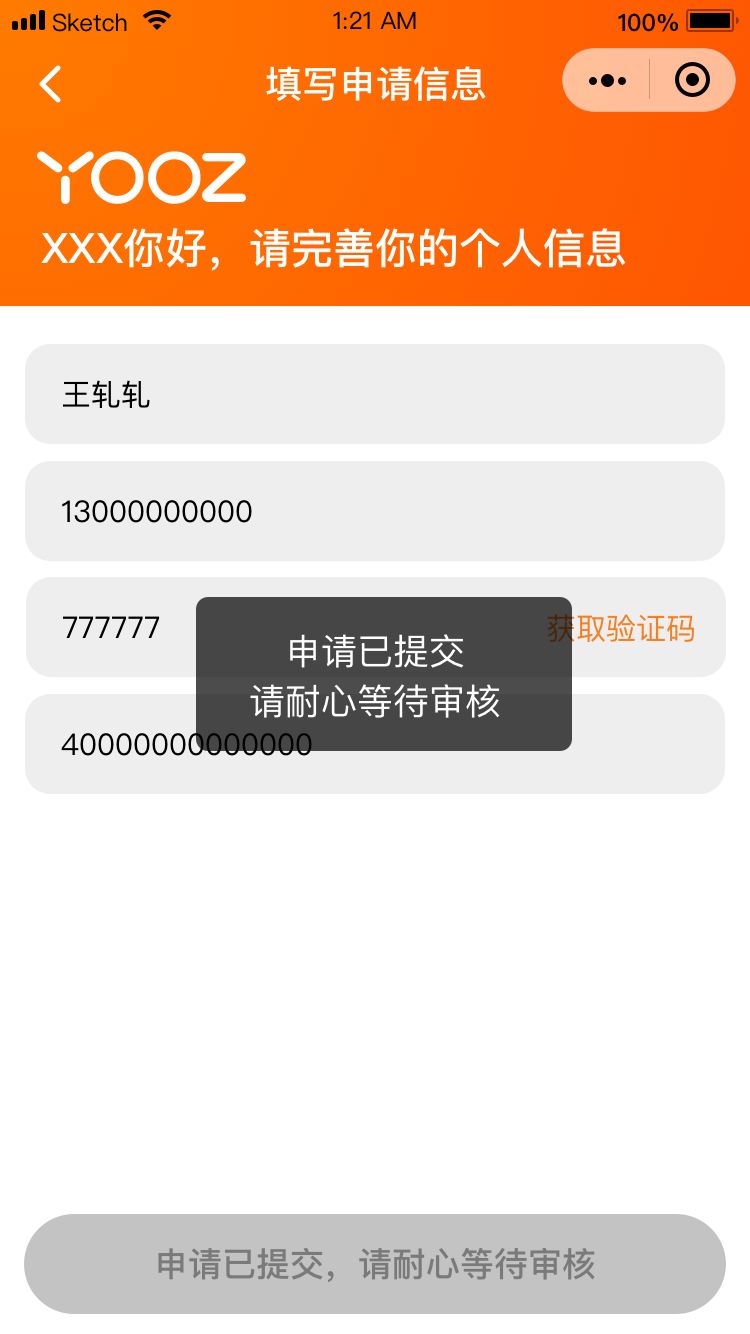 Sketch
1:21 AM
100%
填写申请信息
YOOZ
XXX你好，请完善你的个人信息
王轧轧
13000000000
777777
获取验证码
申请已提交
请耐心等待审核
40000000000000
申请已提交，请耐心等待审核